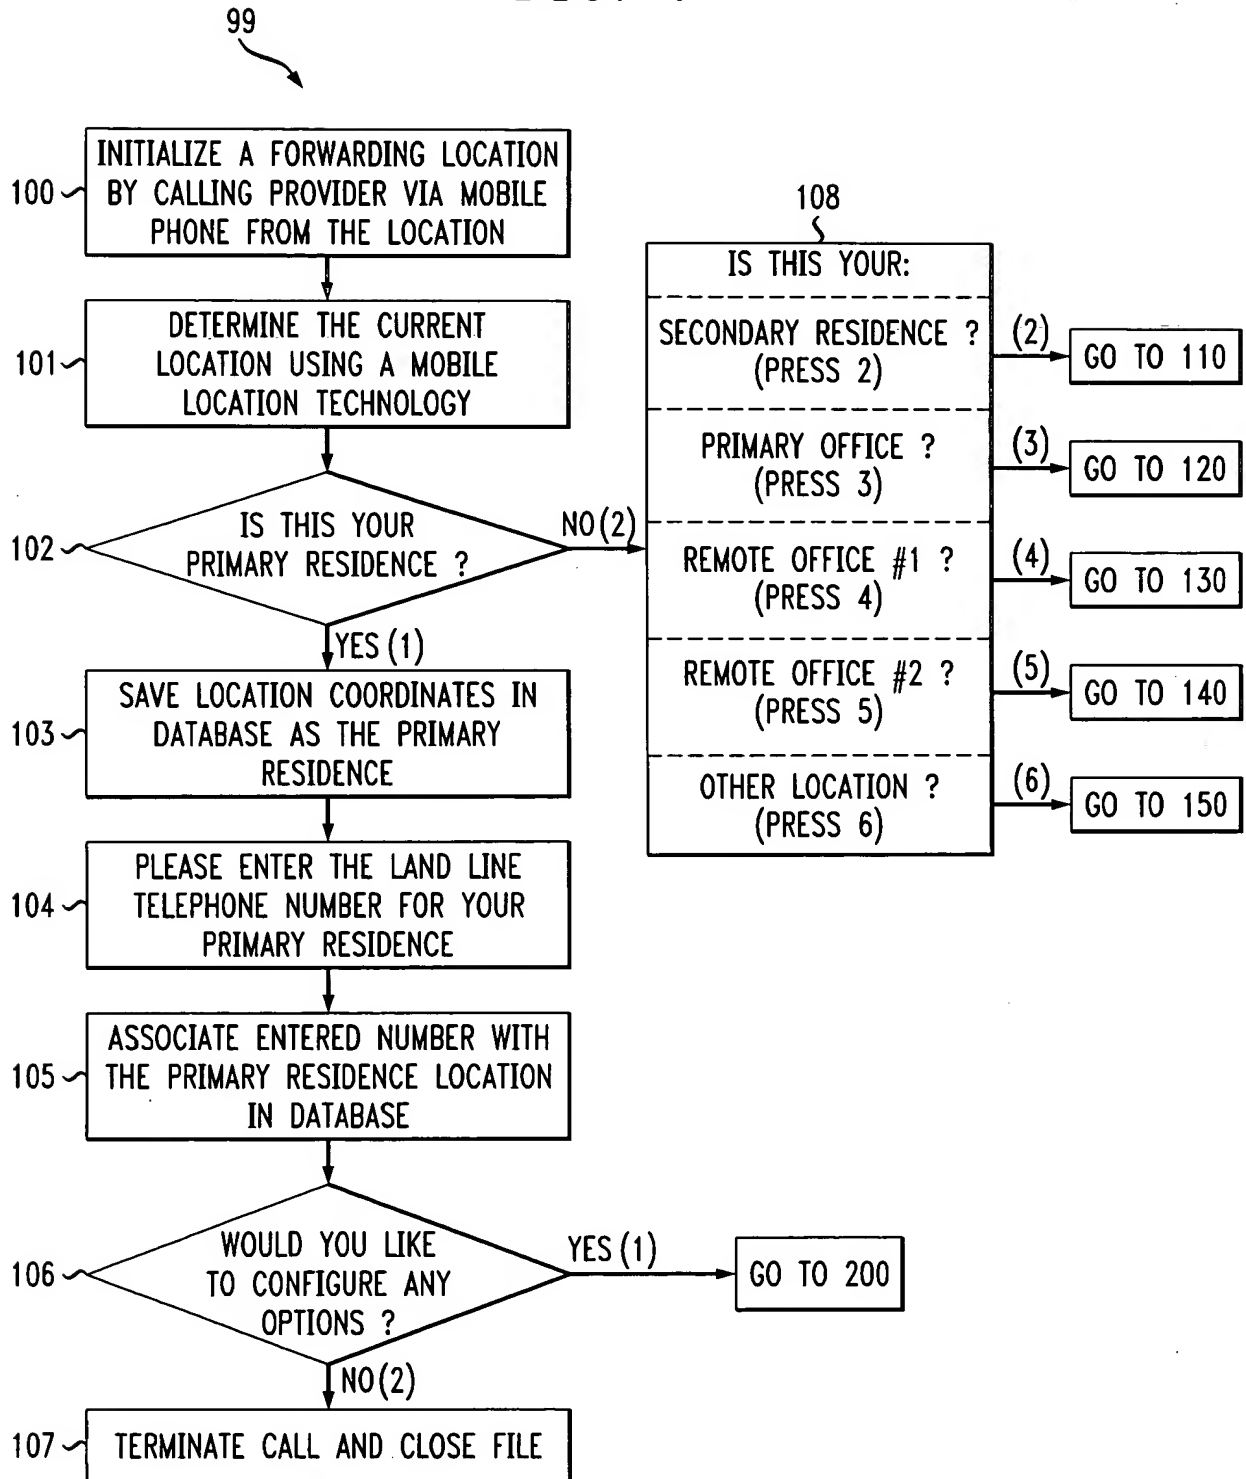 99
INITIALIZE A FORWARDING LOCATION
BY CALLING PROVIDER VIA MOBILE
PHONE FROM THE LOCATION
100
DETERMINE THE CURRENT
LOCATION USING A MOBILE
LOCATION TECHNOLOGY
101
IS THIS YOUR
PRIMARY RESIDENCE ?
102
NO(2)
YES(1)
108
IS THIS YOUR:
SECONDARY RESIDENCE ?
(PRESS 2)
(2)
GO TO 110
PRIMARY OFFICE ?
(PRESS 3)
(3)
GO TO 120
REMOTE OFFICE #1 ?
(PRESS 4)
(4)
GO TO 130
REMOTE OFFICE #2 ?
(PRESS 5)
(5)
GO TO 140
OTHER LOCATION ?
(PRESS 6)
(6)
GO TO 150
SAVE LOCATION COORDINATES IN
DATABASE AS THE PRIMARY
RESIDENCE
103
PLEASE ENTER THE LAND LINE
TELEPHONE NUMBER FOR YOUR
PRIMARY RESIDENCE
104
ASSOCIATE ENTERED NUMBER WITH
THE PRIMARY RESIDENCE LOCATION
IN DATABASE
105
WOULD YOU LIKE
TO CONFIGURE ANY
OPTIONS ?
106
YES(1)
GO TO 200
NO(2)
107
TERMINATE CALL AND CLOSE FILE